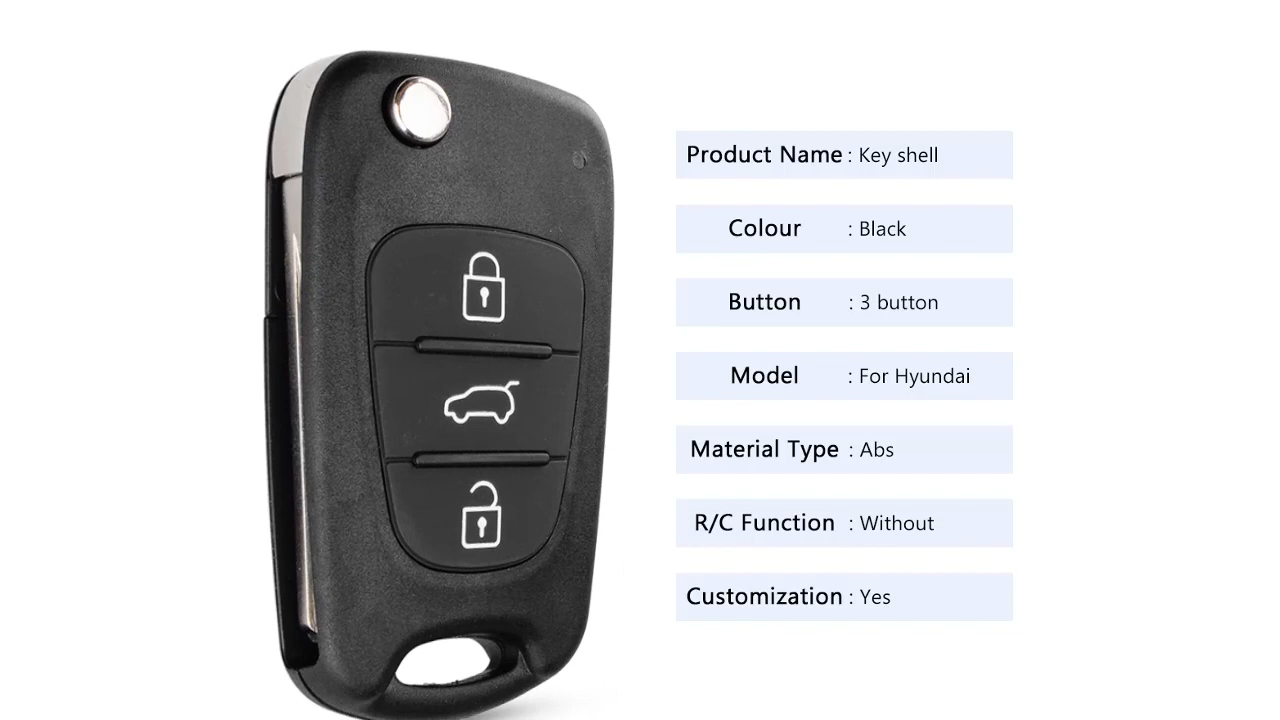 Product Name : Key shell
Colour : Black
Button : 3 button
Model : For Hyundai
Material Type : Abs
R/C Function : Without
Customization : Yes